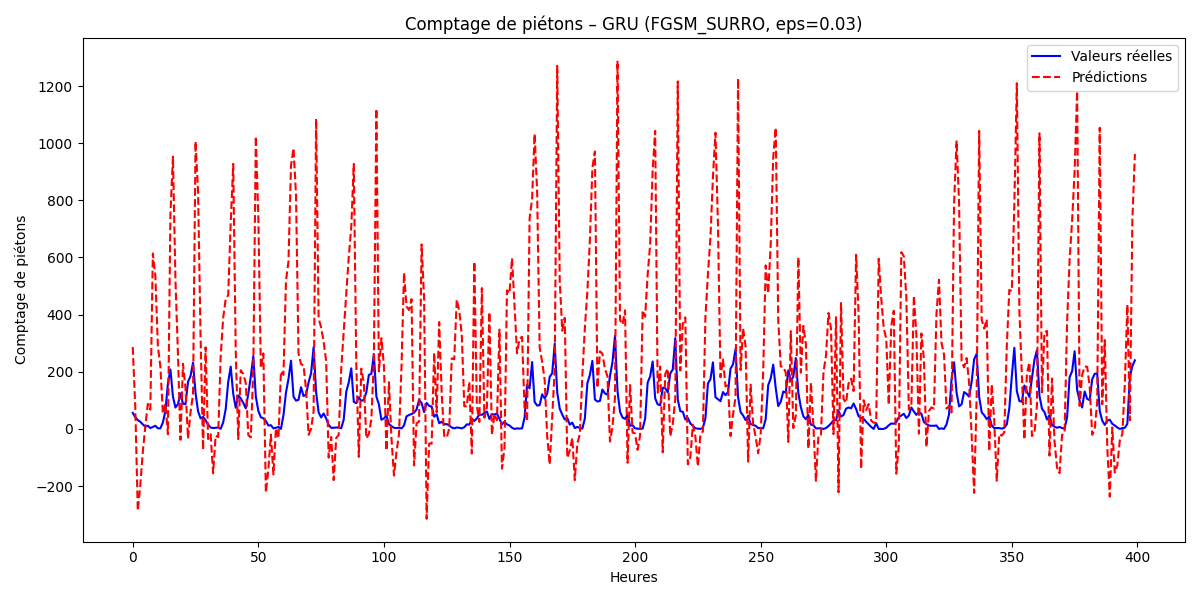 Comptage de piétons – GRU (FGSM_SURRO, eps=0.03)
Valeurs réelles
Prédictions
1200
1000
800
600
400
200
0
−200
Comptage de piétons
0 50 100 150 200 250 300 350 400
Heures